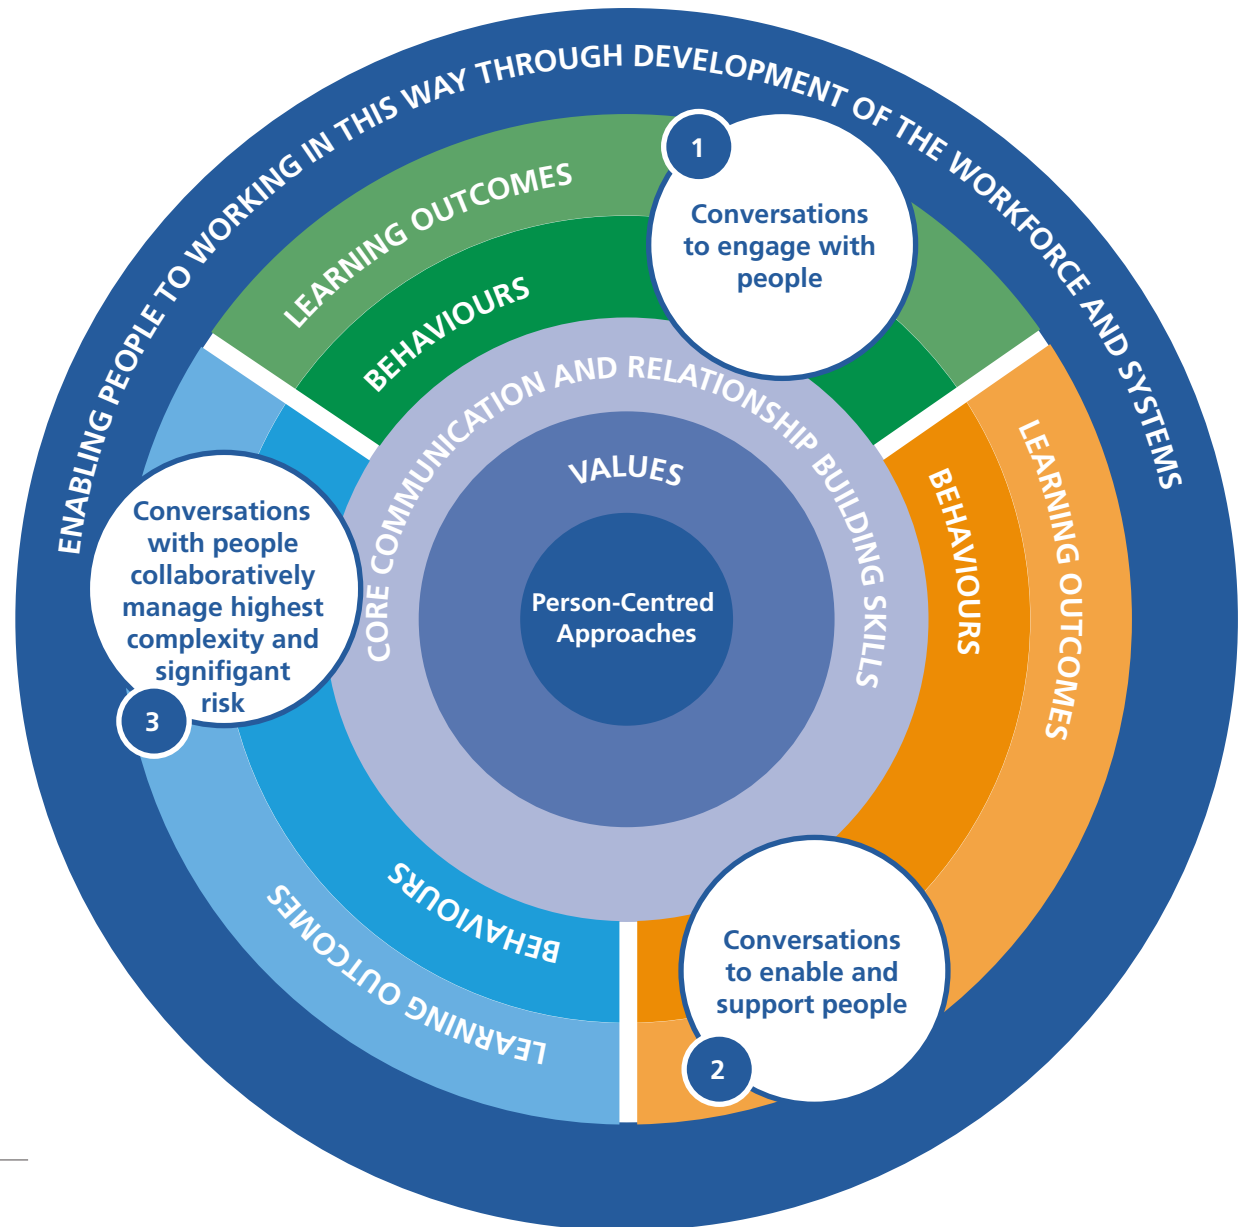 ENABLING PEOPLE TO WORKING IN THIS WAY THROUGH DEVELOPMENT OF THE WORKFORCE AND SYSTEMS
1
Conversations
to engage with
people
LEARNING OUTCOMES
BEHAVIOURS
CORE COMMUNICATION AND RELATIONSHIP BUILDING SKILLS
VALUES
Person-Centred
Approaches
BEHAVIOURS
LEARNING OUTCOMES
Conversations
to enable and
support people
2
Conversations
with people
collaboratively
manage highest
complexity and
signifigant
risk
3
BEHAVIOURS
LEARNING OUTCOMES